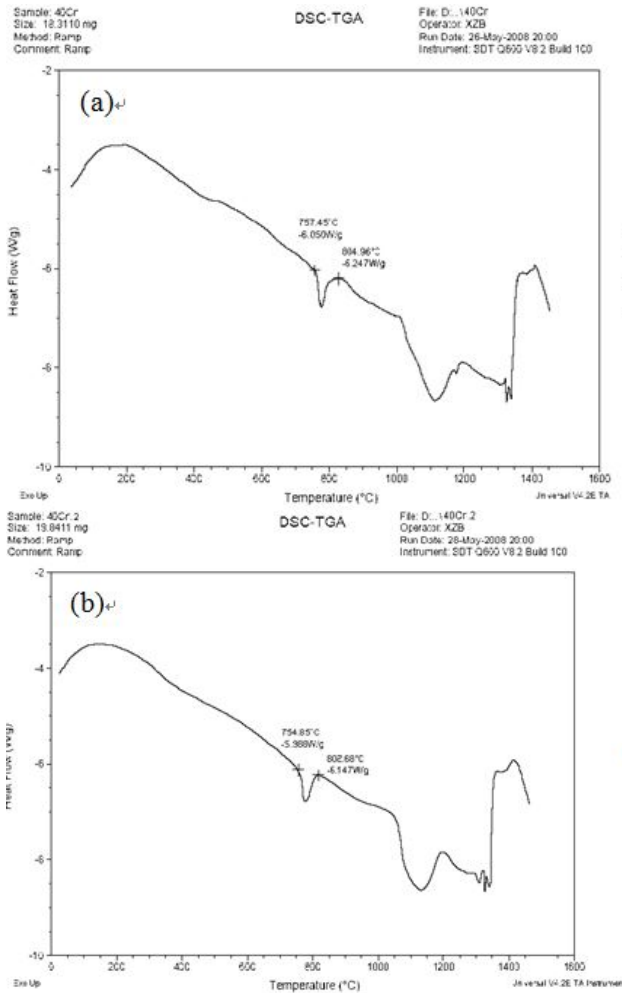 Sample: 40Cr
Size: 18.3110 mg
Method: Ramp
Comment: Ramp
DSC-TGA
File: D:...\40Cr
Operator: XZB
Run Date: 26-May-2008 20:00
Instrument: SDT Q600 V8.2 Build 100
(a)↵
-2
-4
-6
-6
-10
Heat Flow (W/g)
757.45°C
-6.050W/g
804.96°C
-6.247W/g
0
200
400
600
800
1000
1200
1400
1600
Exo Up
Temperature (°C)
Universal V4.2E TA
Sample: 40Cr.2
Size: 19.8411 mg
Method: Ramp
Comment: Ramp
DSC-TGA
File: D:...\40Cr.2
Operator: XZB
Run Date: 28-May-2008 20:00
Instrument: SDT Q600 V8.2 Build 100
(b)↵
-2
-4
-6
-6
-10
Heat Flow (W/g)
754.85°C
-5.988W/g
802.68°C
-6.147W/g
0
200
400
600
800
1000
1200
1400
1600
Exo Up
Temperature (°C)
Universal V4.2E TA Instrument